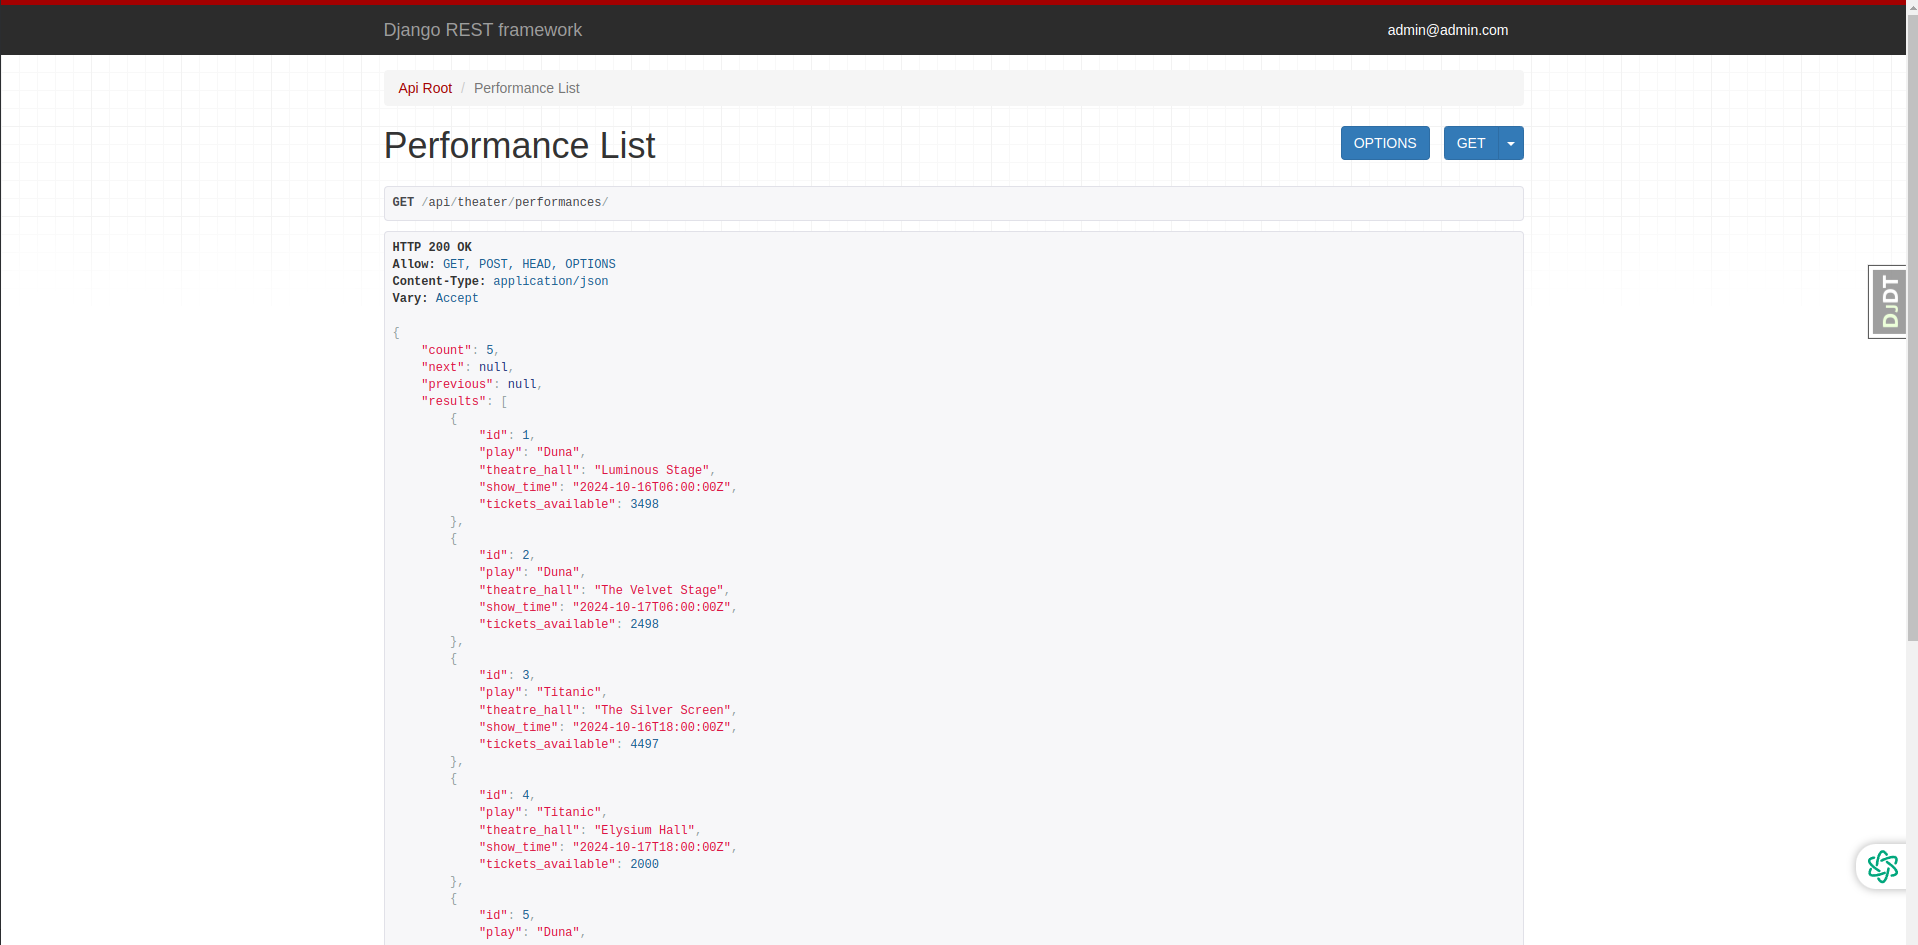 Django REST framework
admin@admin.com
Api Root / Performance List
Performance List
OPTIONS
GET
GET /api/theater/performances/
HTTP 200 OK
Allow: GET, POST, HEAD, OPTIONS
Content-Type: application/json
Vary: Accept
{
"count": 5,
"next": null,
"previous": null,
"results": [
{
"id": 1,
"play": "Duna",
"theatre_hall": "Luminous Stage",
"show_time": "2024-10-16T06:00:00Z",
"tickets_available": 3498
},
{
"id": 2,
"play": "Duna",
"theatre_hall": "The Velvet Stage",
"show_time": "2024-10-17T06:00:00Z",
"tickets_available": 2498
},
{
"id": 3,
"play": "Titanic",
"theatre_hall": "The Silver Screen",
"show_time": "2024-10-16T18:00:00Z",
"tickets_available": 4497
},
{
"id": 4,
"play": "Titanic",
"theatre_hall": "Elysium Hall",
"show_time": "2024-10-17T18:00:00Z",
"tickets_available": 2000
},
{
"id": 5,
"play": "Duna",
DJDT